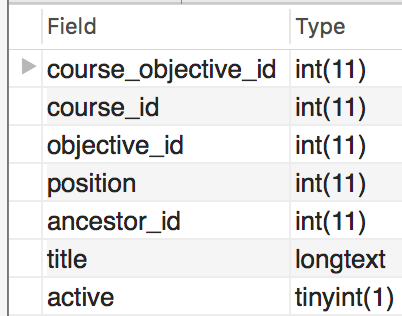 Field Type
course_objective_id int(11)
course_id int(11)
objective_id int(11)
position int(11)
ancestor_id int(11)
title longtext
active tinyint(1)